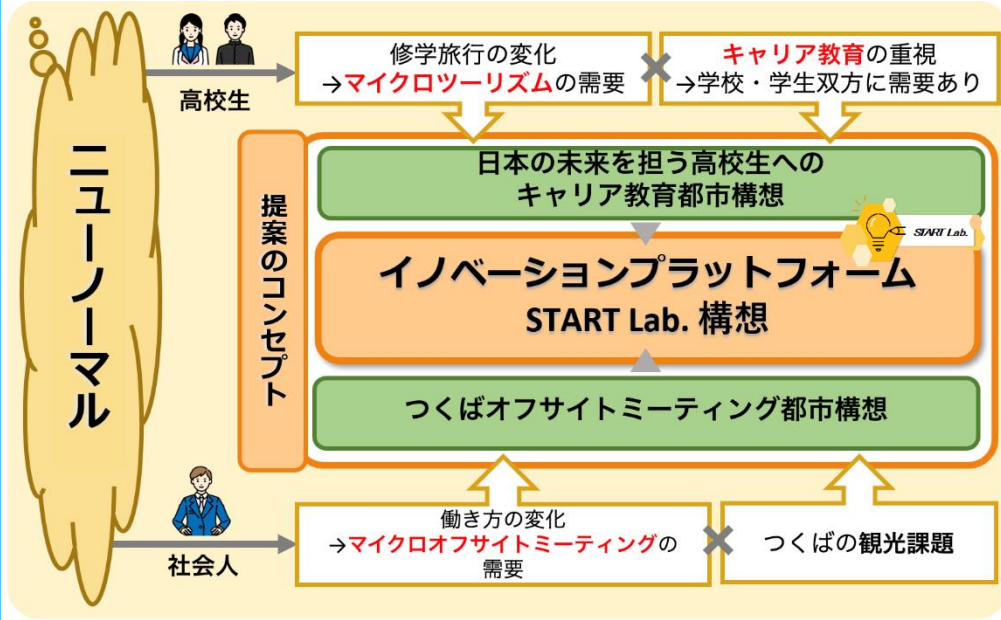 ニューノーマル
高校生
修学旅行の変化
→マイクロツーリズムの需要
キャリア教育の重視
→学校・学生双方に需要あり
提案のコンセプト
日本の未来を担う高校生への
キャリア教育都市構想
START Lab.
イノベーションプラットフォーム
START Lab. 構想
つくばオフサイトミーティング都市構想
社会人
働き方の変化
→マイクロオフサイトミーティングの
需要
つくばの観光課題